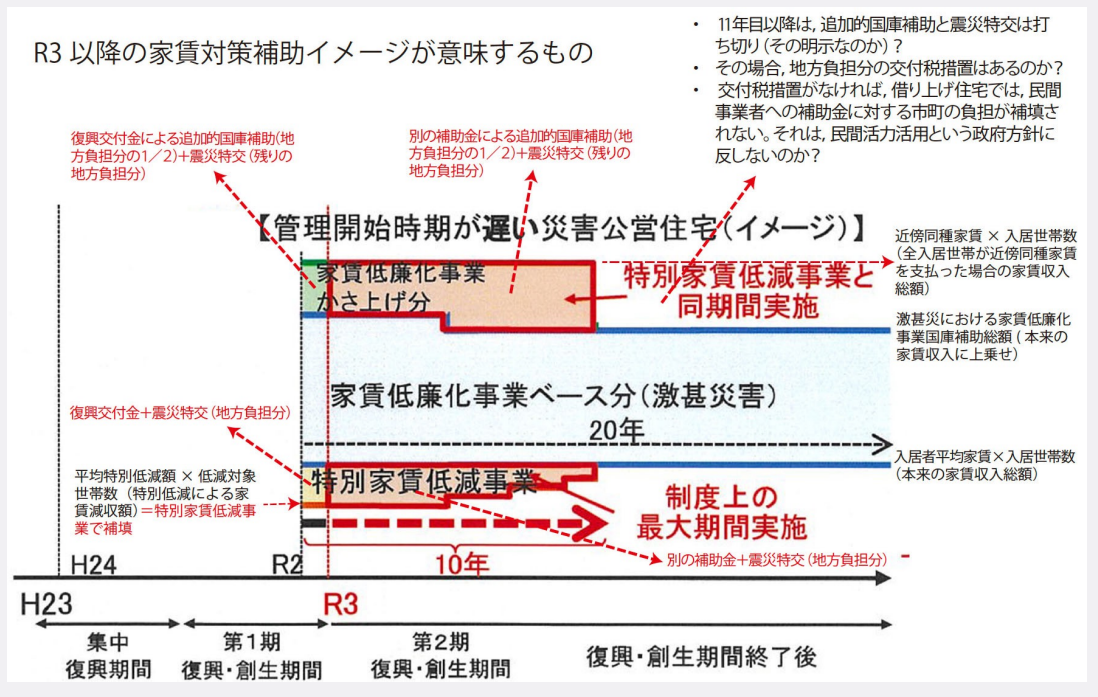 R3 以降の家賃対策補助イメージが意味するもの
・ 11年目以降は, 追加的国庫補助と震災特交は打
ち切り(その明示なのか)?
・ その場合, 地方負担分の交付税措置はあるのか?
・ 交付税措置がなければ, 借り上げ住宅では, 民間
事業者への補助金に対する市町の負担が補填さ
れない。それは, 民間活力活用という政府方針に
反しないのか?
復興交付金による追加的国庫補助(地
方負担分の1/2)+震災特交(残りの
地方負担分)
別の補助金による追加的国庫補助(地
方負担分の1/2)+震災特交(残りの
地方負担分)
【管理開始時期が遅い災害公営住宅(イメージ)】
家賃低廉化事業
かさ上げ分
特別家賃低減事業と
同期間実施
近傍同種家賃 × 入居世帯数
(全入居世帯が近傍同種家賃
を支払った場合の家賃収入
総額)
激甚災における家賃低廉化
事業国庫補助総額 ( 本来の
家賃収入に上乗せ)
家賃低廉化事業ベース分(激甚災害)
20年
復興交付金+震災特交(地方負担分)
入居者平均家賃×入居世帯数
(本来の家賃収入総額)
平均特別低減額 × 低減対象
世帯数(特別低減による家
賃減収額)=特別家賃低減事
業で補填
特別家賃低減事業
制度上の
最大期間実施
別の補助金+震災特交(地方負担分)
10年
H24
R2
H23
R3
集中
復興期間
第1期
復興・創生期間
第2期
復興・創生期間
復興・創生期間終了後